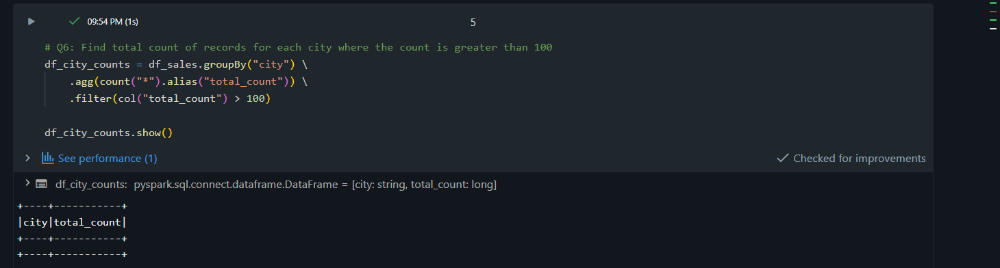 09:54 PM (1s)
5
# Q6: Find total count of records for each city where the count is greater than 100
df_city_counts = df_sales.groupBy("city") \
    .agg(count("*").alias("total_count")) \
    .filter(col("total_count") > 100)
df_city_counts.show()
See performance (1)
Checked for improvements
df_city_counts: pyspark.sql.connect.dataframe.DataFrame = [city: string, total_count: long]
+----+-----------+
|city|total_count|
+----+-----------+
+----+-----------+